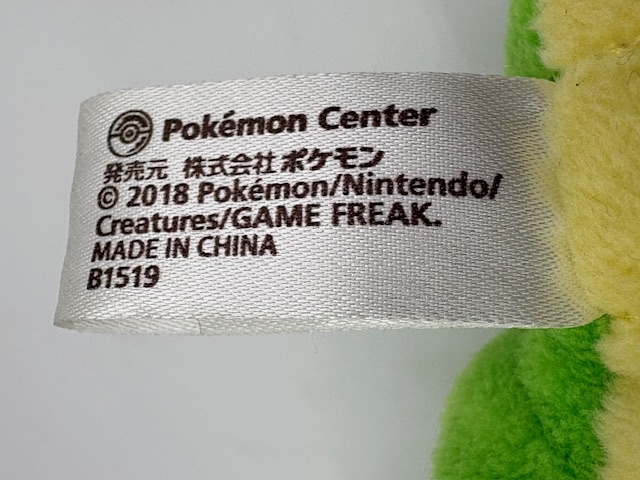 Pokémon Center
発売元 株式会社ポケモン
© 2018 Pokémon/Nintendo/
Creatures/GAME FREAK.
MADE IN CHINA
B1519